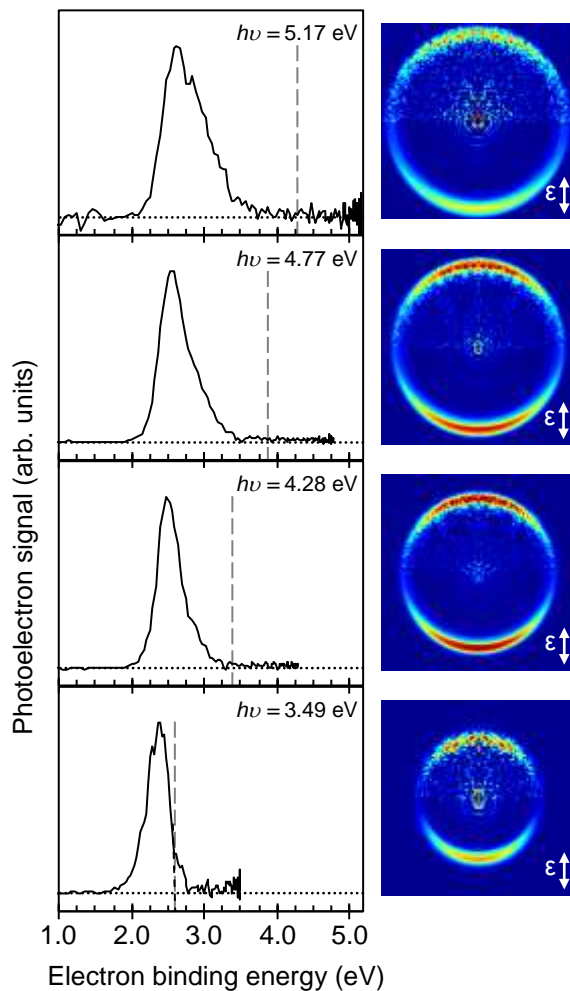 hυ = 5.17 eV
ε
hυ = 4.77 eV
ε
hυ = 4.28 eV
ε
hυ = 3.49 eV
ε
Photoelectron signal (arb. units)
1.0 2.0 3.0 4.0 5.0
Electron binding energy (eV)